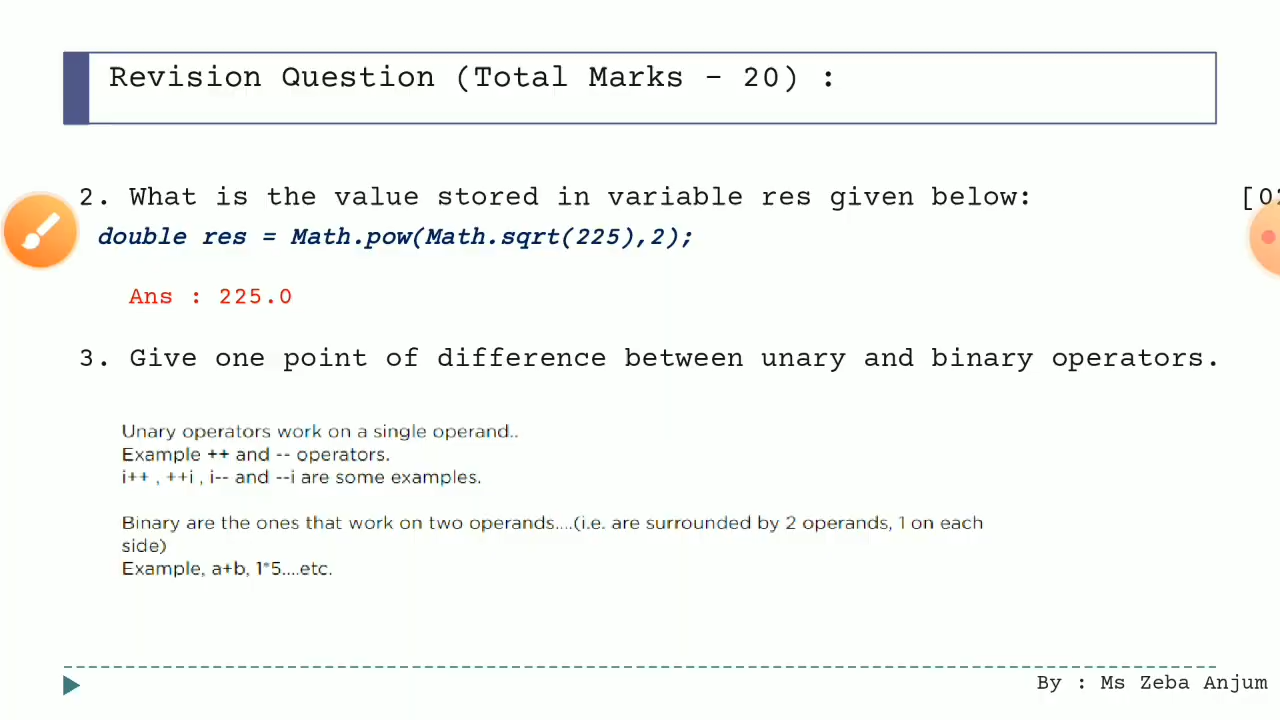 Revision Question (Total Marks - 20) :
2. What is the value stored in variable res given below:
double res = Math.pow(Math.sqrt(225),2);
Ans : 225.0
3. Give one point of difference between unary and binary operators.
Unary operators work on a single operand..
Example ++ and -- operators.
i++ , ++i , i-- and --i are some examples.
Binary are the ones that work on two operands....(i.e. are surrounded by 2 operands, 1 on each
side)
Example, a+b, 1*5....etc.
By : Ms Zeba Anjum